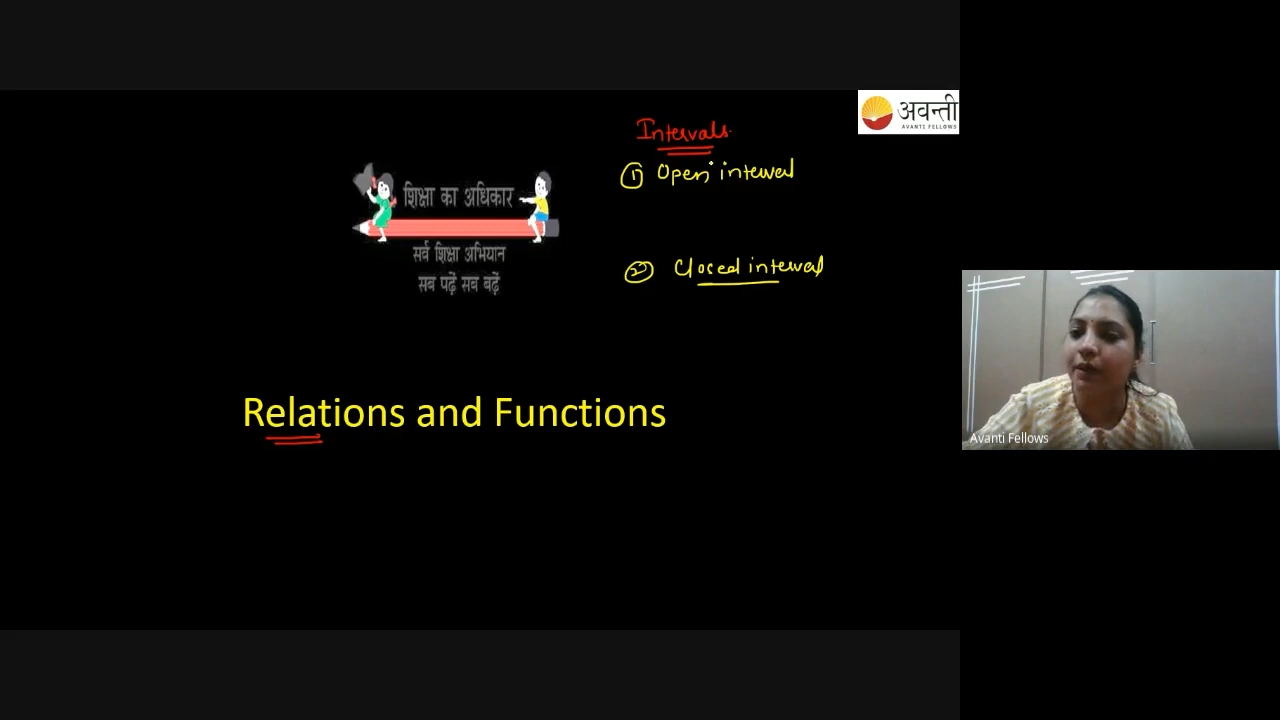 अवन्ती
AVANTI FELLOWS
Intervals
① Open interval
शिक्षा का अधिकार
सर्व शिक्षा अभियान
सब पढ़ें सब बढ़ें
② Closed interval
Relations and Functions
Avanti Fellows